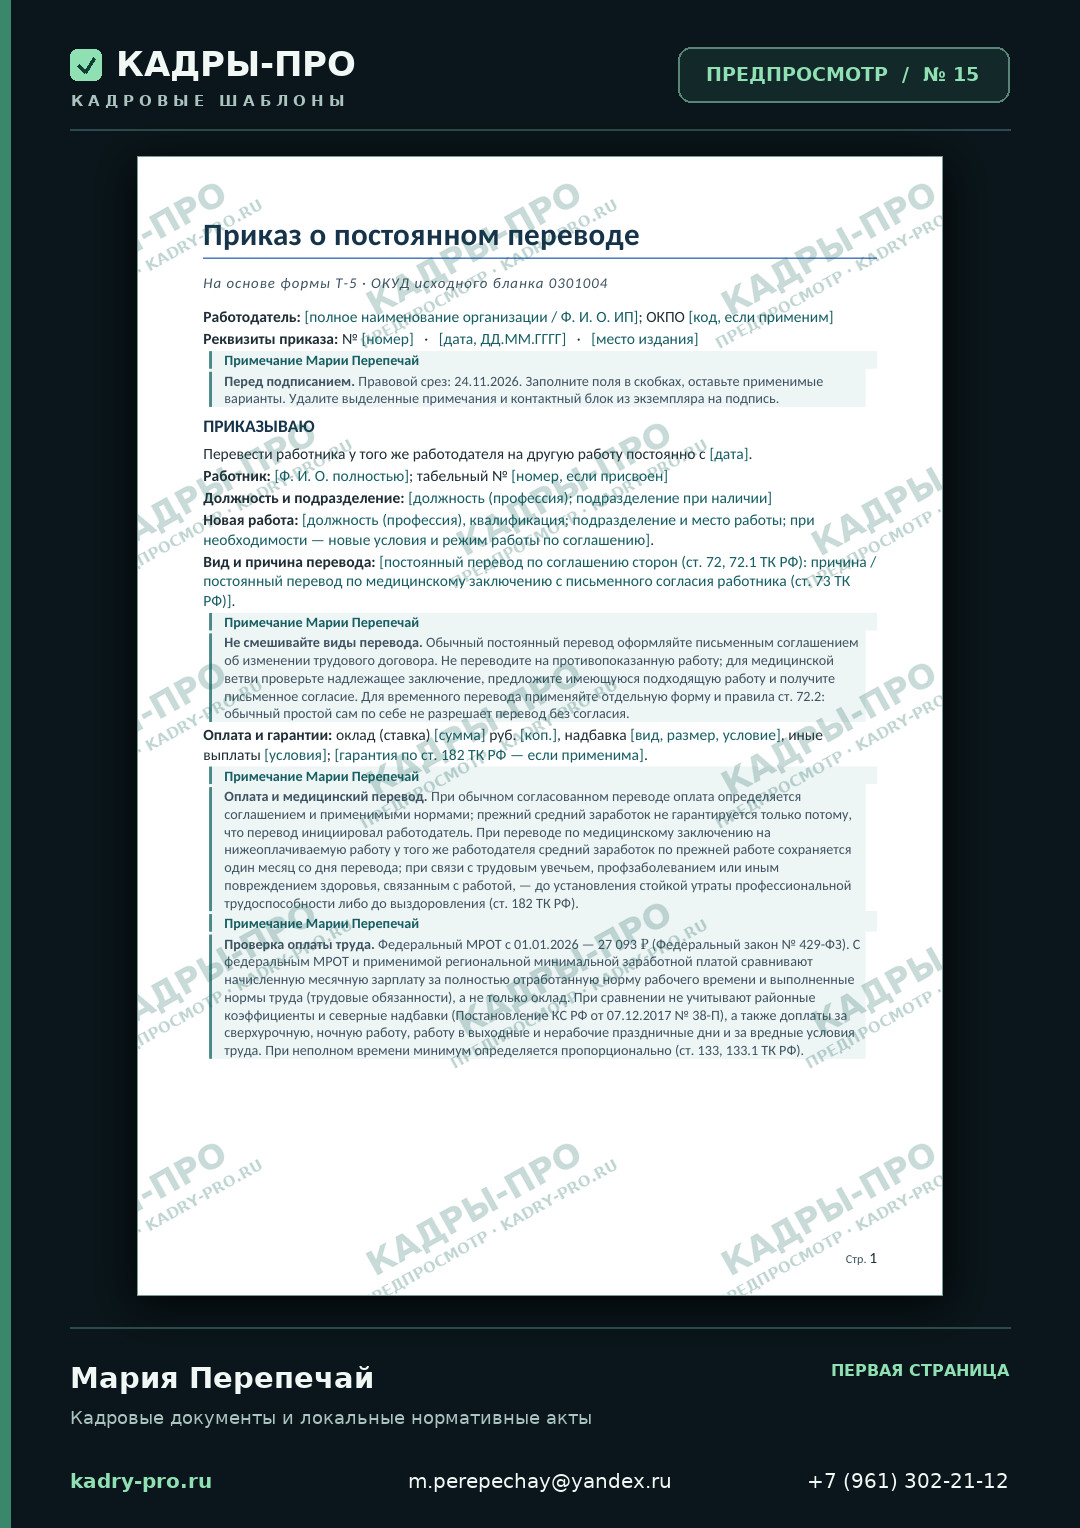 КАДРЫ-ПРО
КАДРОВЫЕ ШАБЛОНЫ
ПРЕДПРОСМОТР / № 15
Приказ о постоянном переводе
На основе формы Т-5 · ОКУД исходного бланка 0301004
Работодатель: [полное наименование организации / Ф. И. О. ИП]; ОКПО [код, если применим]
Реквизиты приказа: № [номер] · [дата, ДД.ММ.ГГГГ] · [место издания]
Примечание Марии Перепечай
Перед подписанием. Правовой срез: 24.11.2026. Заполните поля в скобках, оставьте применимые
варианты. Удалите выделенные примечания и контактный блок из экземпляра на подпись.
ПРИКАЗЫВАЮ
Перевести работника у того же работодателя на другую работу постоянно с [дата].
Работник: [Ф. И. О. полностью]; табельный № [номер, если присвоен]
Должность и подразделение: [должность (профессия); подразделение при наличии]
Новая работа: [должность (профессия), квалификация; подразделение и место работы; при
необходимости — новые условия и режим работы по соглашению].
Вид и причина перевода: [постоянный перевод по соглашению сторон (ст. 72, 72.1 ТК РФ): причина /
постоянный перевод по медицинскому заключению с письменного согласия работника (ст. 73 ТК
РФ)].
Примечание Марии Перепечай
Не смешивайте виды перевода. Обычный постоянный перевод оформляйте письменным соглашением
об изменении трудового договора. Не переводите на противопоказанную работу; для медицинской
ветви проверьте надлежащее заключение, предложите имеющуюся подходящую работу и получите
письменное согласие. Для временного перевода применяйте отдельную форму и правила ст. 72.2:
обычный простой сам по себе не разрешает перевод без согласия.
Оплата и гарантии: оклад (ставка) [сумма] руб. [коп.], надбавка [вид, размер, условие], иные
выплаты [условия]; [гарантия по ст. 182 ТК РФ — если применима].
Примечание Марии Перепечай
Оплата и медицинский перевод. При обычном согласованном переводе оплата определяется
соглашением и применимыми нормами; прежний средний заработок не гарантируется только потому,
что перевод инициировал работодатель. При переводе по медицинскому заключению на
нижеоплачиваемую работу у того же работодателя средний заработок по прежней работе сохраняется
один месяц со дня перевода; при связи с трудовым увечьем, профзаболеванием или иным
повреждением здоровья, связанным с работой, — до установления стойкой утраты профессиональной
трудоспособности либо до выздоровления (ст. 182 ТК РФ).
Примечание Марии Перепечай
Проверка оплаты труда. Федеральный МРОТ с 01.01.2026 — 27 093 ₽ (Федеральный закон № 429-ФЗ). С
федеральным МРОТ и применимой региональной минимальной заработной платой сравнивают
начисленную месячную зарплату за полностью отработанную норму рабочего времени и выполненные
нормы труда (трудовые обязанности), а не только оклад. При сравнении не учитывают районные
коэффициенты и северные надбавки (Постановление КС РФ от 07.12.2017 № 38-П), а также доплаты за
сверхурочную, ночную работу, работу в выходные и нерабочие праздничные дни и за вредные условия
труда. При неполном времени минимум определяется пропорционально (ст. 133, 133.1 ТК РФ).
Стр. 1
Мария Перепечай
ПЕРВАЯ СТРАНИЦА
Кадровые документы и локальные нормативные акты
kadry-pro.ru
m.perepechay@yandex.ru
+7 (961) 302-21-12